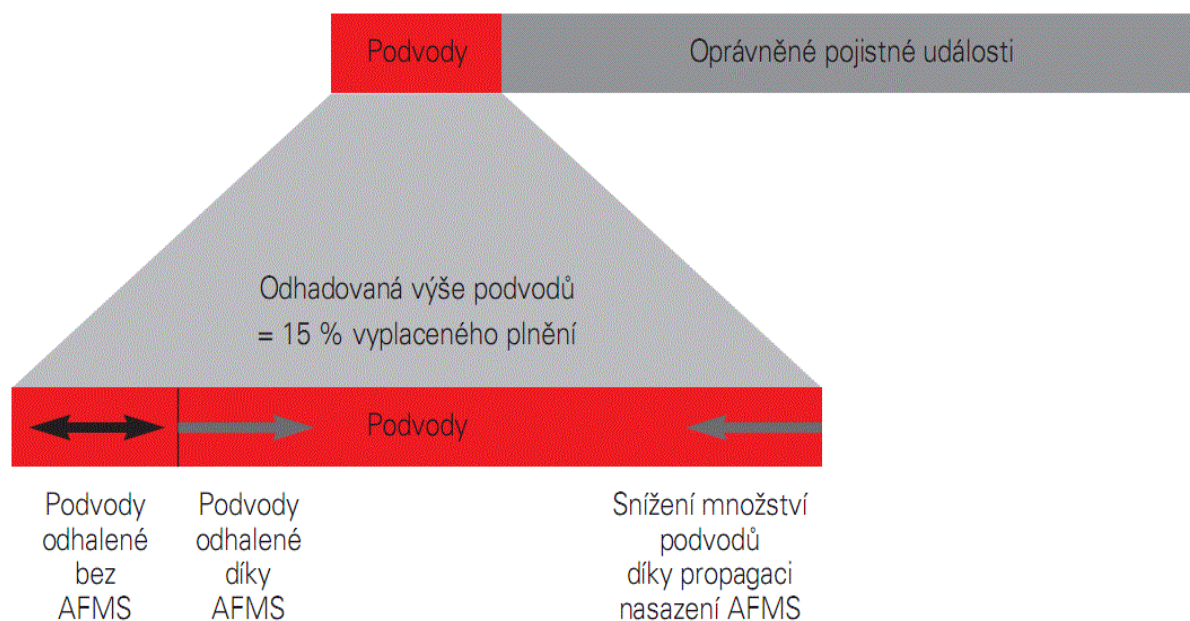 Podvody
Oprávněné pojistné události
Odhadovaná výše podvodů
= 15 % vyplaceného plnění
Podvody
Podvody
odhalené
bez
AFMS
Podvody
odhalené
díky
AFMS
Snížení množství
podvodů
díky propagaci
nasazení AFMS